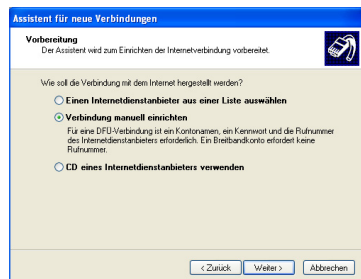 Assistent für neue Verbindungen
Vorbereitung
Der Assistent wird zum Einrichten der Internetverbindung vorbereitet.
Wie soll die Verbindung mit dem Internet hergestellt werden?
Einen Internetdienstanbieter aus einer Liste auswählen
Verbindung manuell einrichten
Für eine DFÜ-Verbindung ist ein Kontonamen, ein Kennwort und die Rufnummer
des Internetdienstanbieters erforderlich. Ein Breitbandkonto erfordert keine
Rufnummer.
CD eines Internetdienstanbieters verwenden
< Zurück Weiter > Abbrechen